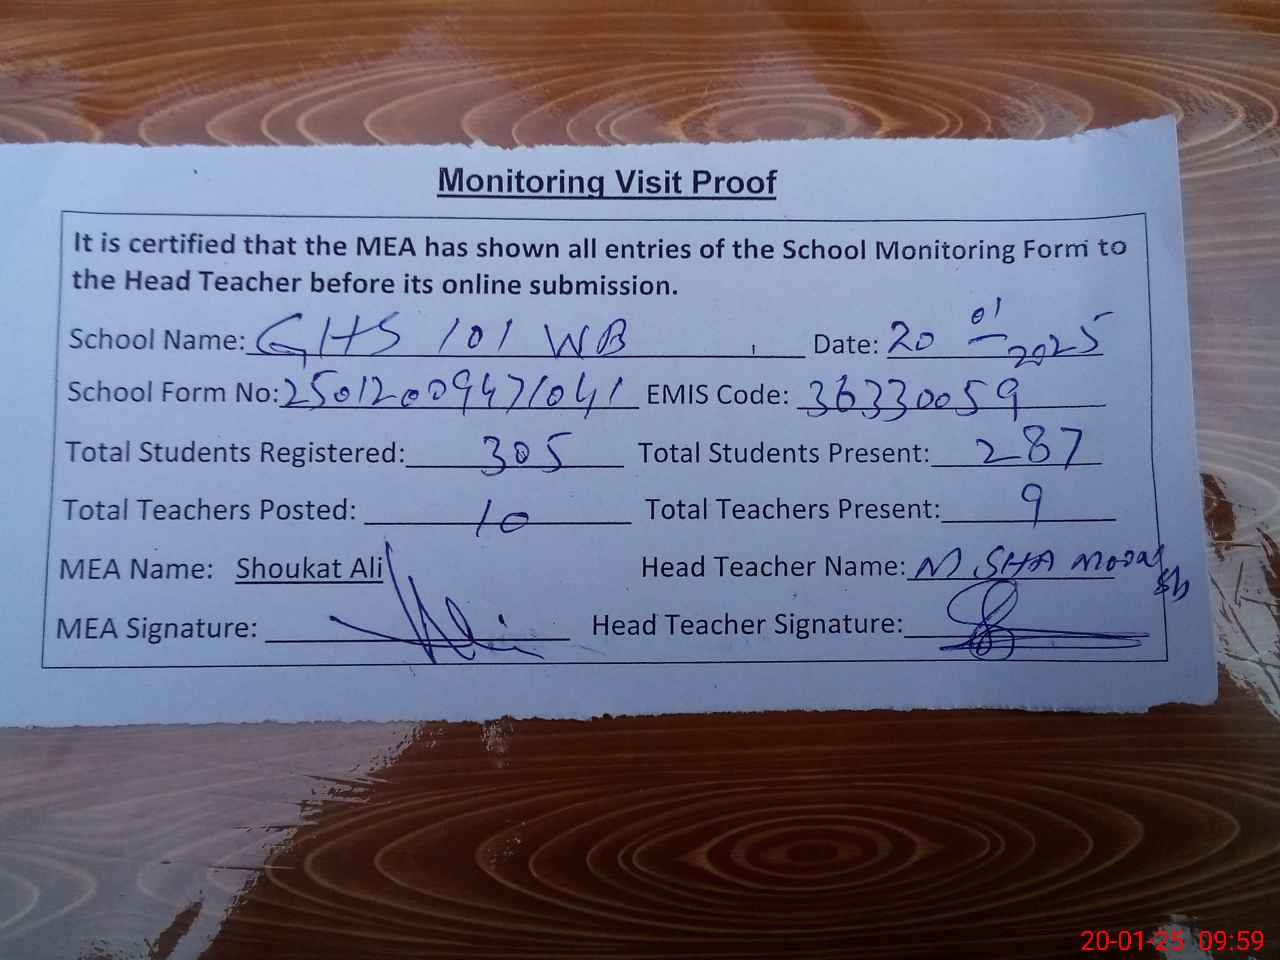 Monitoring Visit Proof
It is certified that the MEA has shown all entries of the School Monitoring Form to
the Head Teacher before its online submission.
School Name: GHS 101 WB Date: 20 01 2025
School Form No: 25012009471041 EMIS Code: 36330059
Total Students Registered: 305 Total Students Present: 287
Total Teachers Posted: 10 Total Teachers Present: 9
MEA Name: Shoukat Ali Head Teacher Name: M
MEA Signature: Head Teacher Signature:
20-01-25 09:59